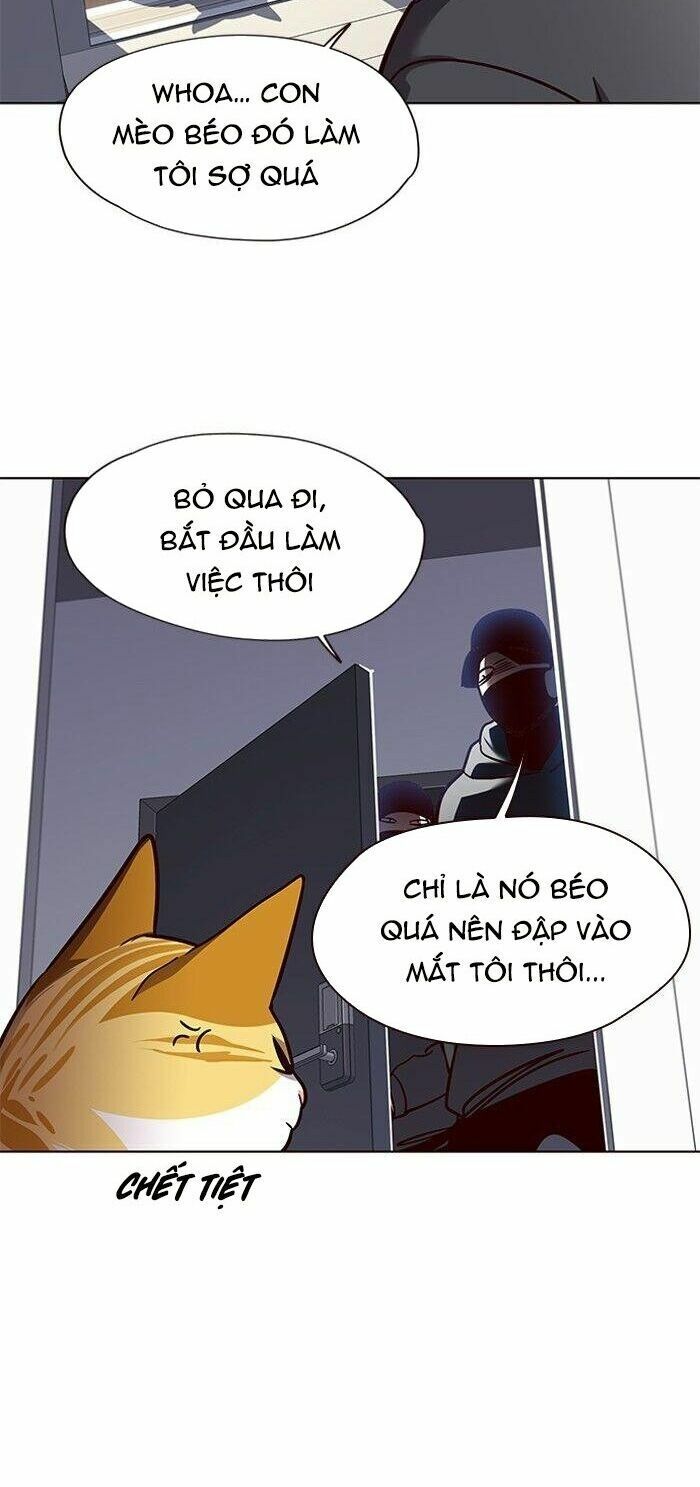 WHOA... CON
MÈO BÉO ĐÓ LÀM
TÔI SỢ QUÁ
BỎ QUA ĐI,
BẮT ĐẦU LÀM
VIỆC THÔI
CHỈ LÀ NÓ BÉO
QUÁ NÊN ĐẬP VÀO
MẮT TÔI THÔI...
CHẾT TIỆT